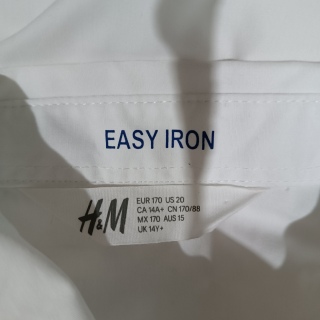 EASY IRON
H&M
EUR 170 US 20
CA 14A+ CN 170/88
MX 170 AUS 15
UK 14Y+